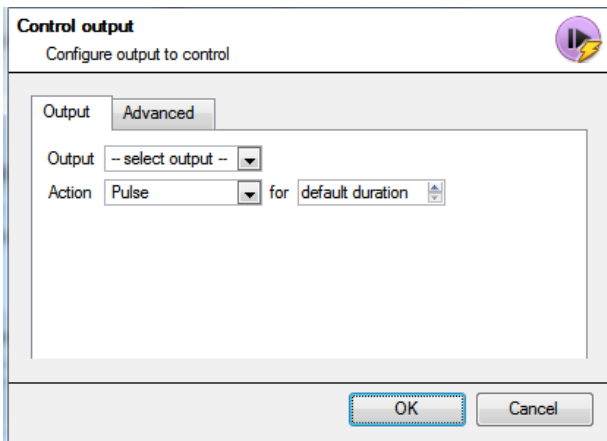 Control output
Configure output to control
Output Advanced
Output -- select output --
Action Pulse for default duration
OK Cancel